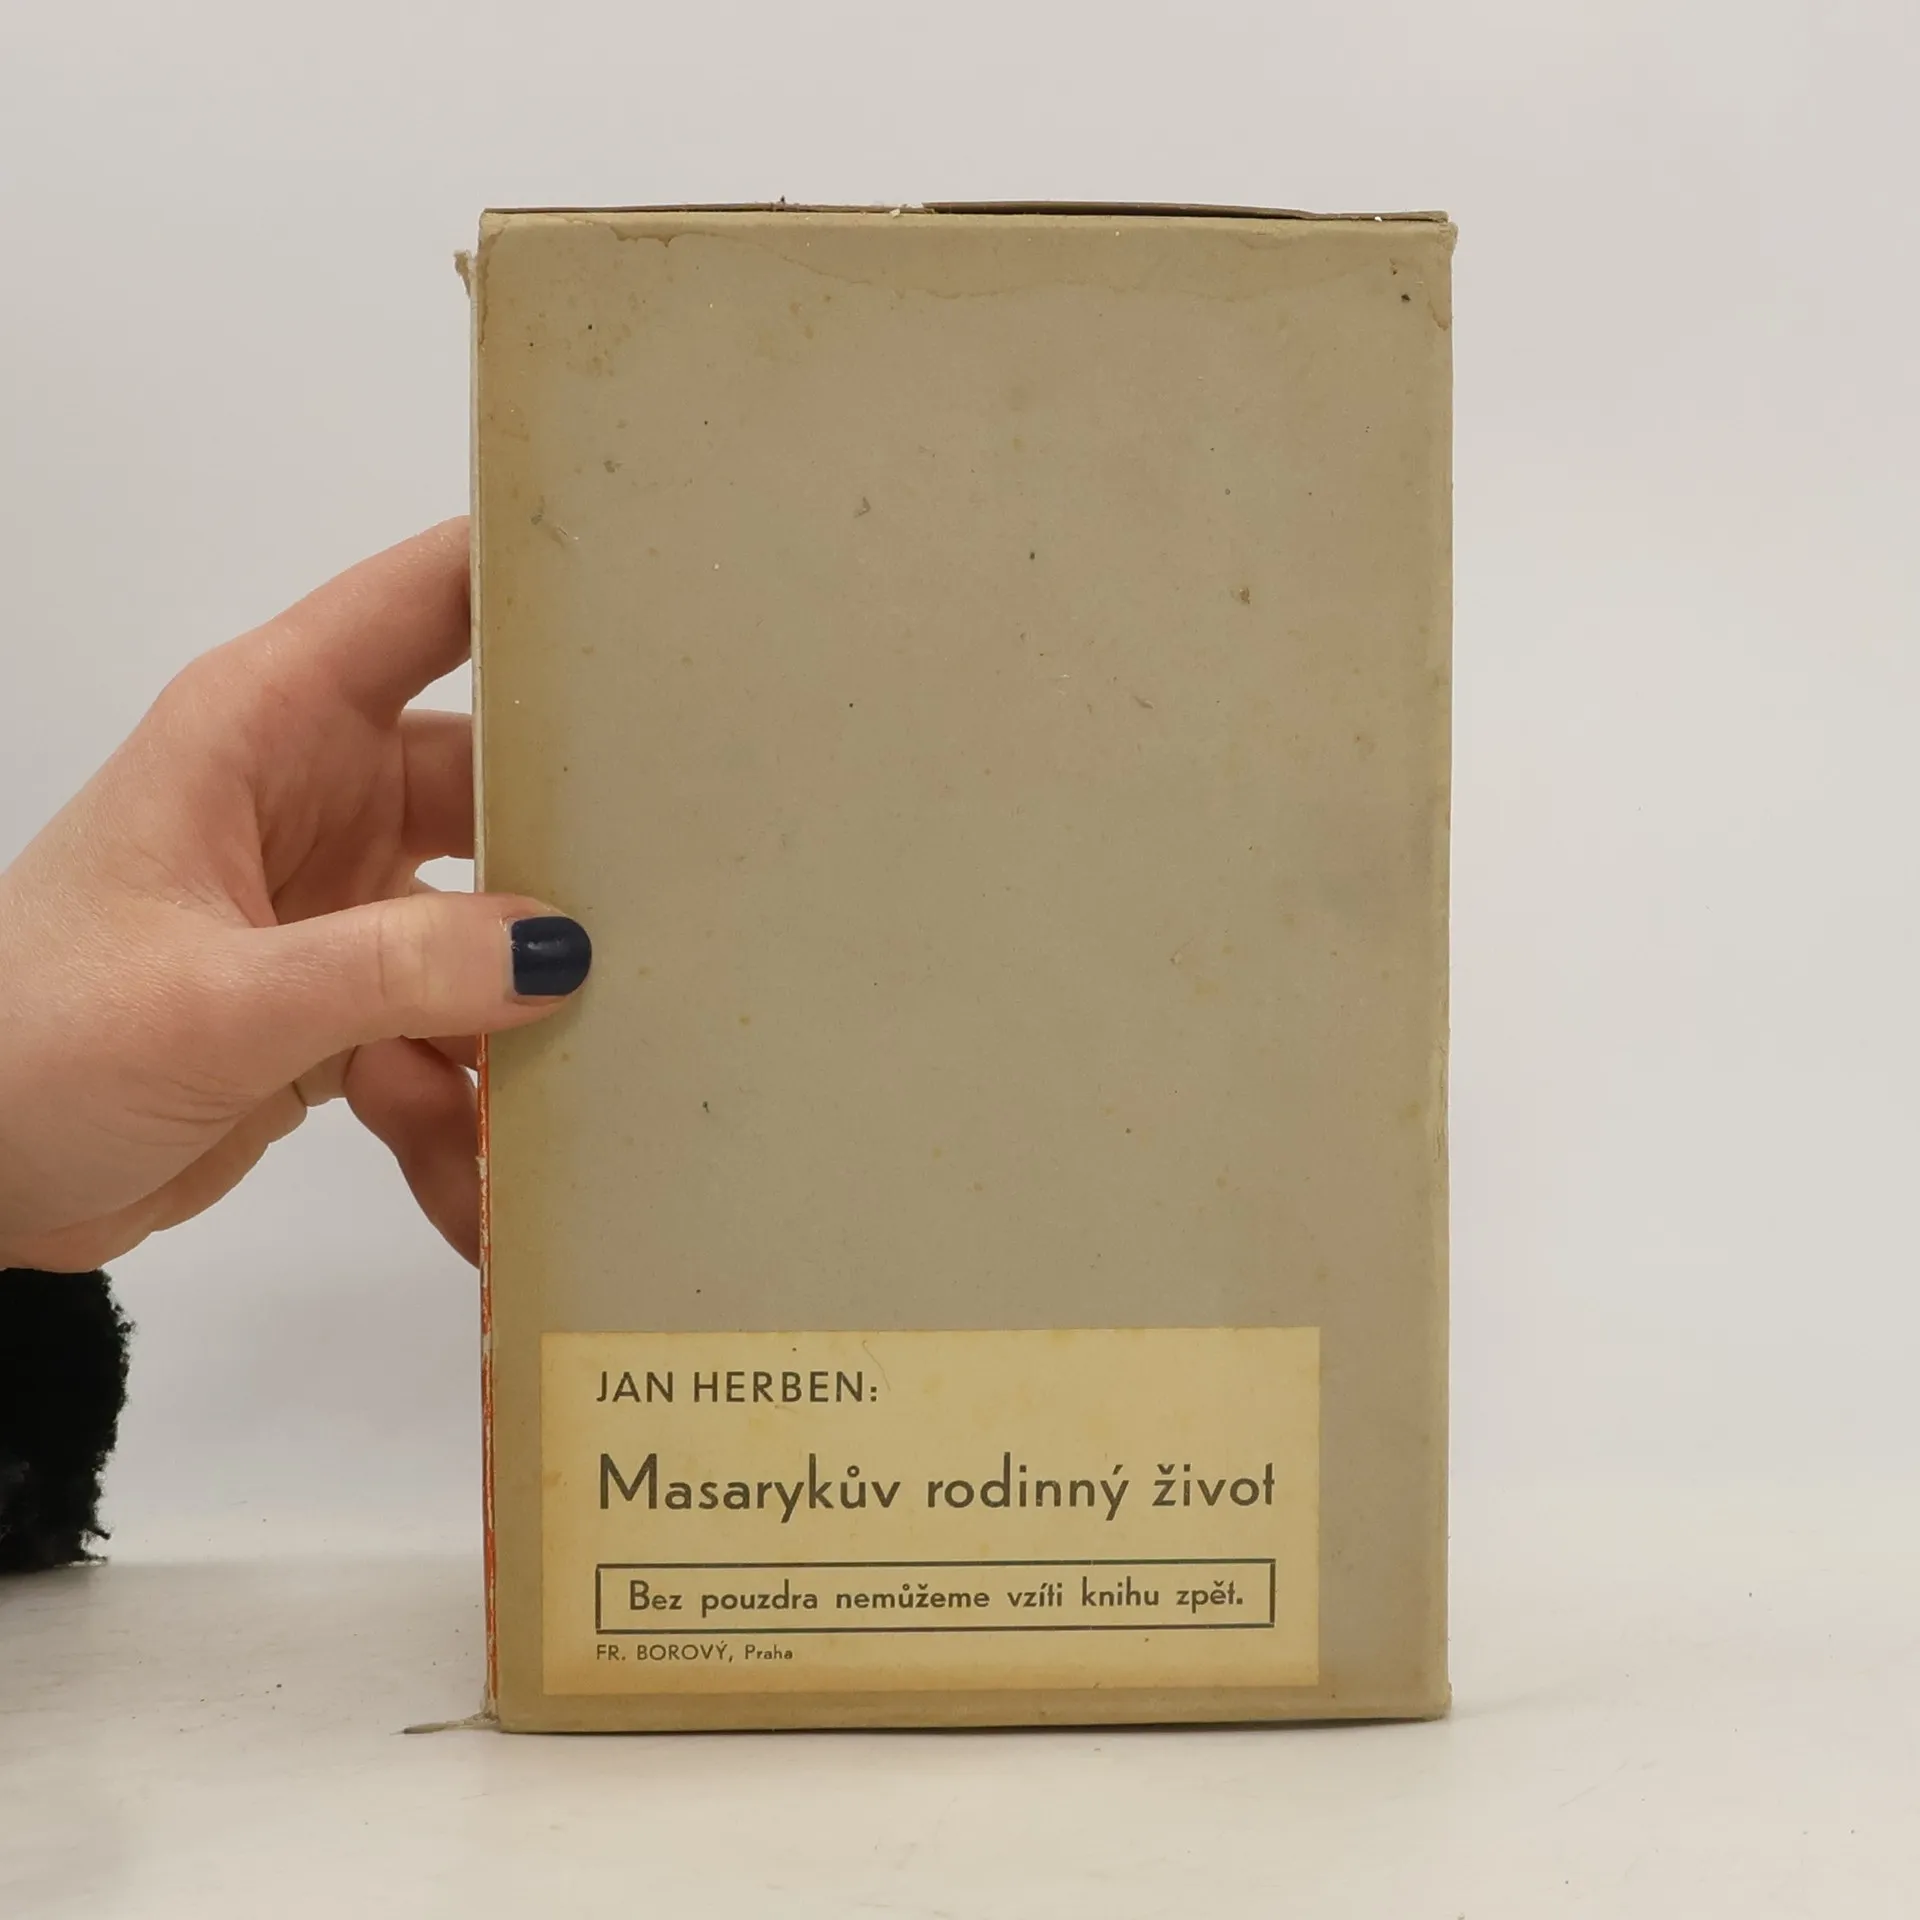 JAN HERBEN:
Masarykův rodinný život
Bez pouzdra nemůžeme vzíti knihu zpět.
FR. BOROVÝ, Praha